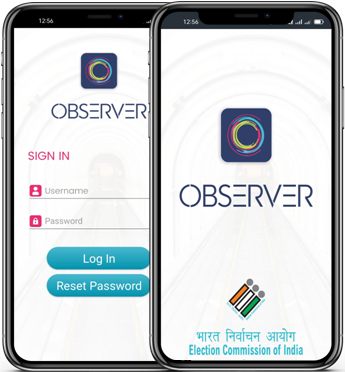 12:56
OBSERVER
SIGN IN
Username
Password
Log In
Reset Password
12:56
OBSERVER
भारत निर्वाचन आयोग
Election Commission of India